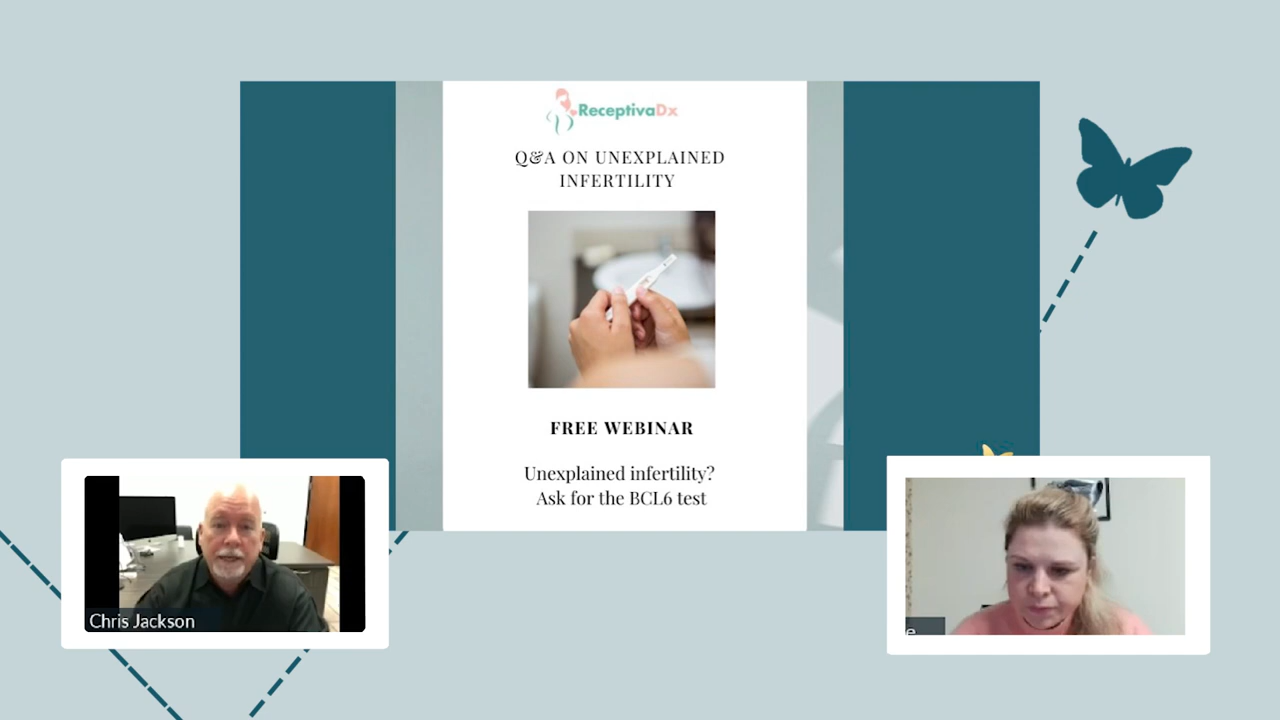 ReceptivaDx
Q&A ON UNEXPLAINED
INFERTILITY
FREE WEBINAR
Unexplained infertility?
Ask for the BCL6 test
Chris Jackson
e